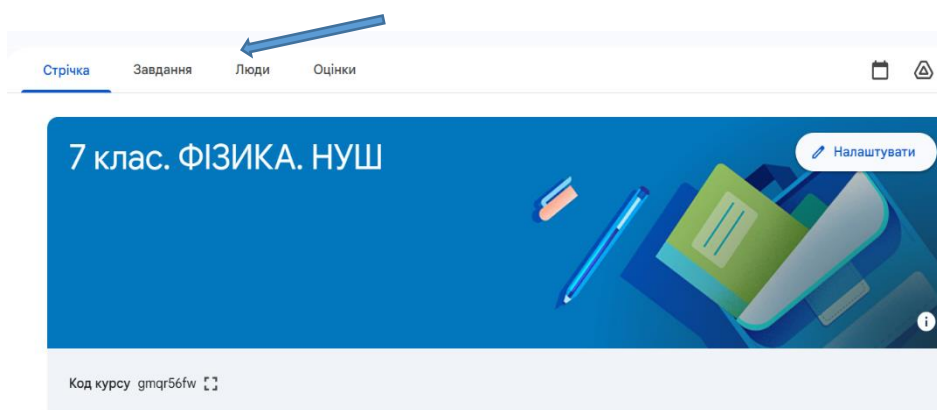 Стрічка Завдання Люди Оцінки
7 клас. ФІЗИКА. НУШ
Налаштувати
Код курсу gmqr56fw